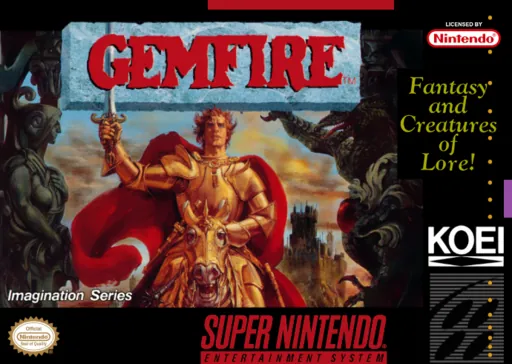 GEMFIRE
TM
LICENSED BY
Nintendo
Fantasy
and
Creatures
of
Lore!
KOEI
Imagination Series
Official
Nintendo
Seal of Quality
SUPER NINTENDO
ENTERTAINMENT SYSTEM